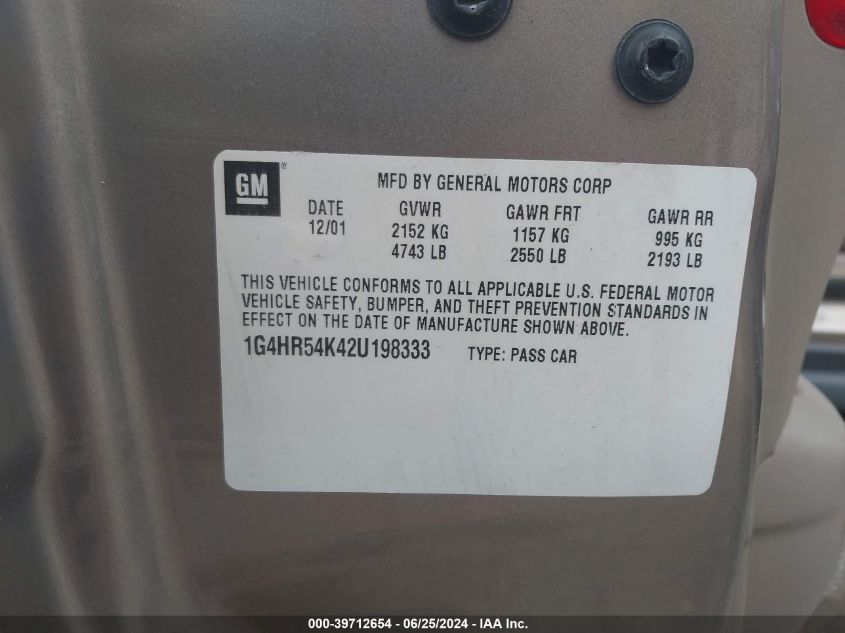 GM ®
MFD BY GENERAL MOTORS CORP
DATE GVWR GAWR FRT GAWR RR
12/01 2152 KG 1157 KG 995 KG
4743 LB 2550 LB 2193 LB
THIS VEHICLE CONFORMS TO ALL APPLICABLE U.S. FEDERAL MOTOR
VEHICLE SAFETY, BUMPER, AND THEFT PREVENTION STANDARDS IN
EFFECT ON THE DATE OF MANUFACTURE SHOWN ABOVE.
1G4HR54K42U198333 TYPE: PASS CAR
000-39712654 - 06/25/2024 - IAA, Inc.